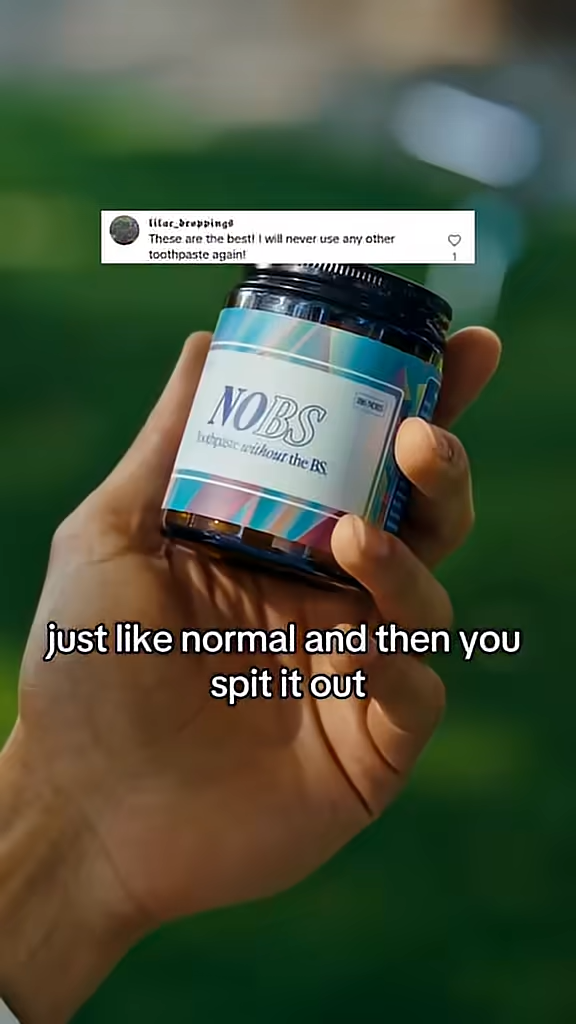 lilac_droppings
These are the best! I will never use any other
toothpaste again!
1
NOBS
toothpaste without the BS.
just like normal and then you
spit it out